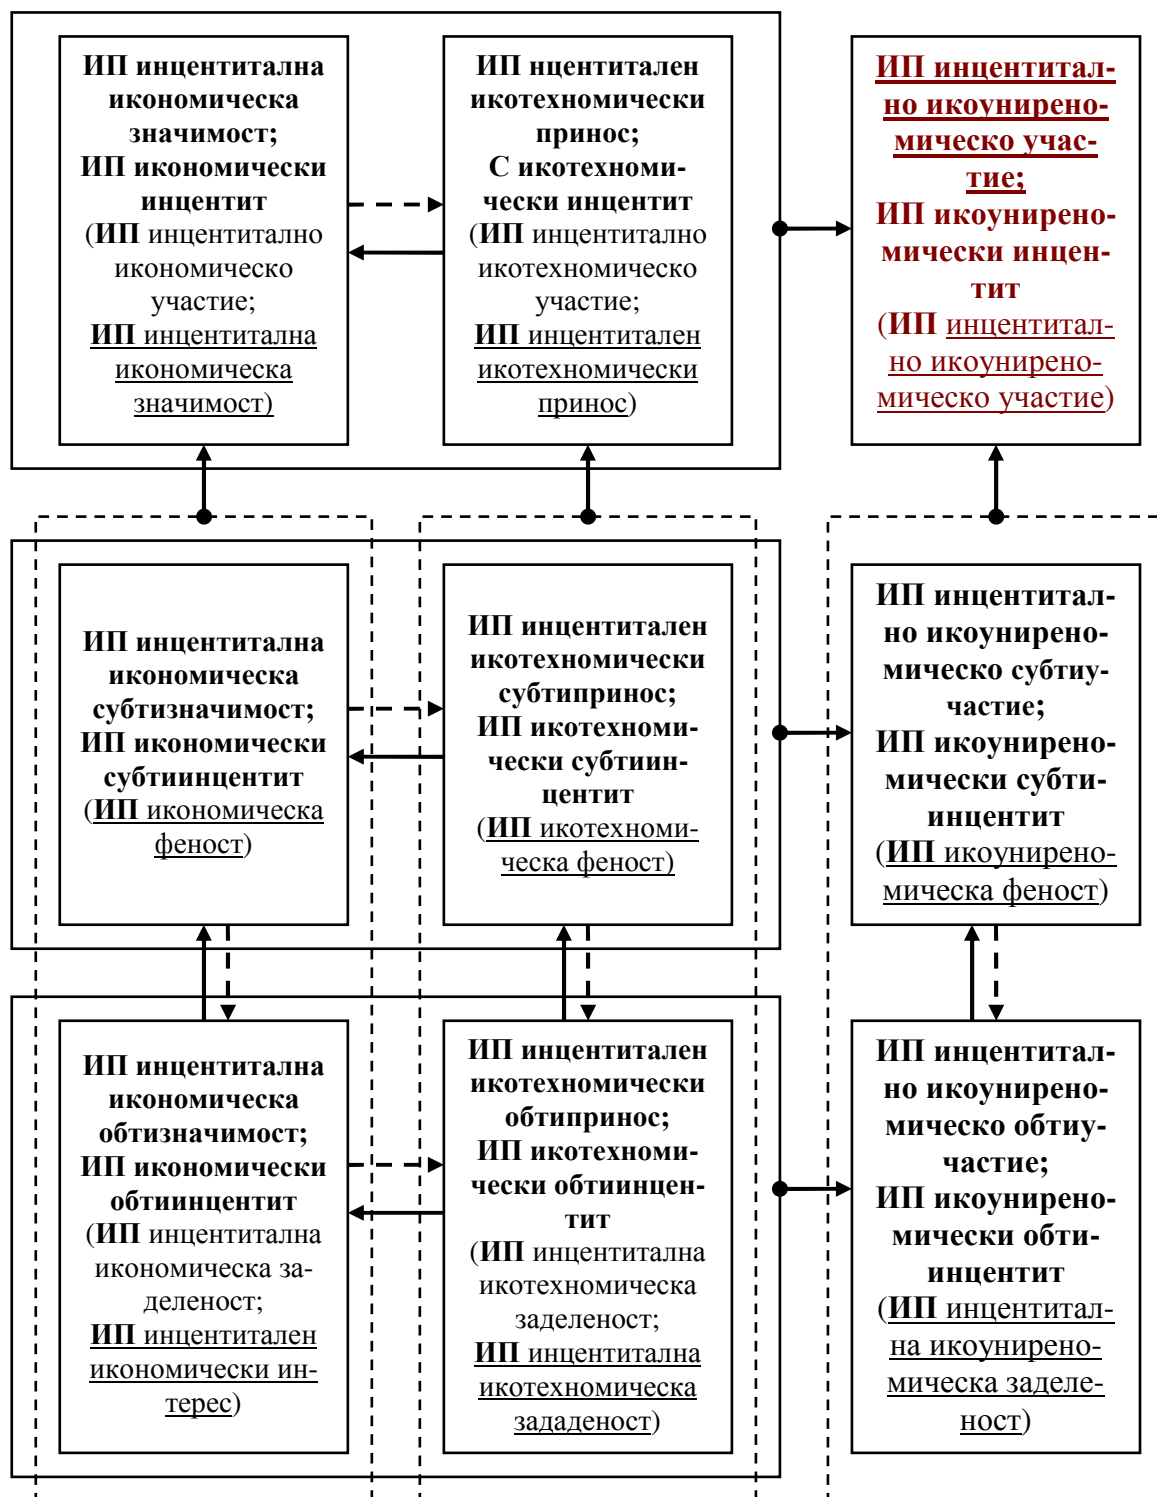 ИП инцентитална
икономическа
значимост;
ИП икономически
инцентит
(ИП инцентитално
икономическо
участие;
ИП инцентитална
икономическа
значимост)
ИП нцентитален
икотехномически
принос;
С икотехноми-
чески инцентит
(ИП инцентитално
икотехномическо
участие;
ИП инцентитален
икотехномически
принос)
ИП инцентитал-
но икоунирено-
мическо учас-
тие;
ИП икоунирено-
мически инцен-
тит
(ИП инцентитал-
но икоунирено-
мическо участие)
ИП инцентитална
икономическа
субтизначимост;
ИП икономически
субтиинцентит
(ИП икономическа
феност)
ИП инцентитален
икотехномически
субтипринос;
ИП икотехноми-
чески субтиин-
центит
(ИП икотехноми-
ческа феност)
ИП инцентитал-
но икоунирено-
мическо субтиу-
частие;
ИП икоунирено-
мически субти-
инцентит
(ИП икоунирено-
мическа феност)
ИП инцентитална
икономическа
обтизначимост;
ИП икономически
обтиинцентит
(ИП инцентитална
икономическа за-
деленост;
ИП инцентитален
икономически ин-
терес)
ИП инцентитален
икотехномически
обтипринос;
ИП икотехноми-
чески обтиинцен-
тит
(ИП инцентитална
икотехномическа
заделеност;
ИП инцентитална
икотехномическа
зададеност)
ИП инцентитал-
но икоунирено-
мическо обтиу-
частие;
ИП икоунирено-
мически обти-
инцентит
(ИП инцентитал-
на икоунирено-
мическа заделе-
ност)